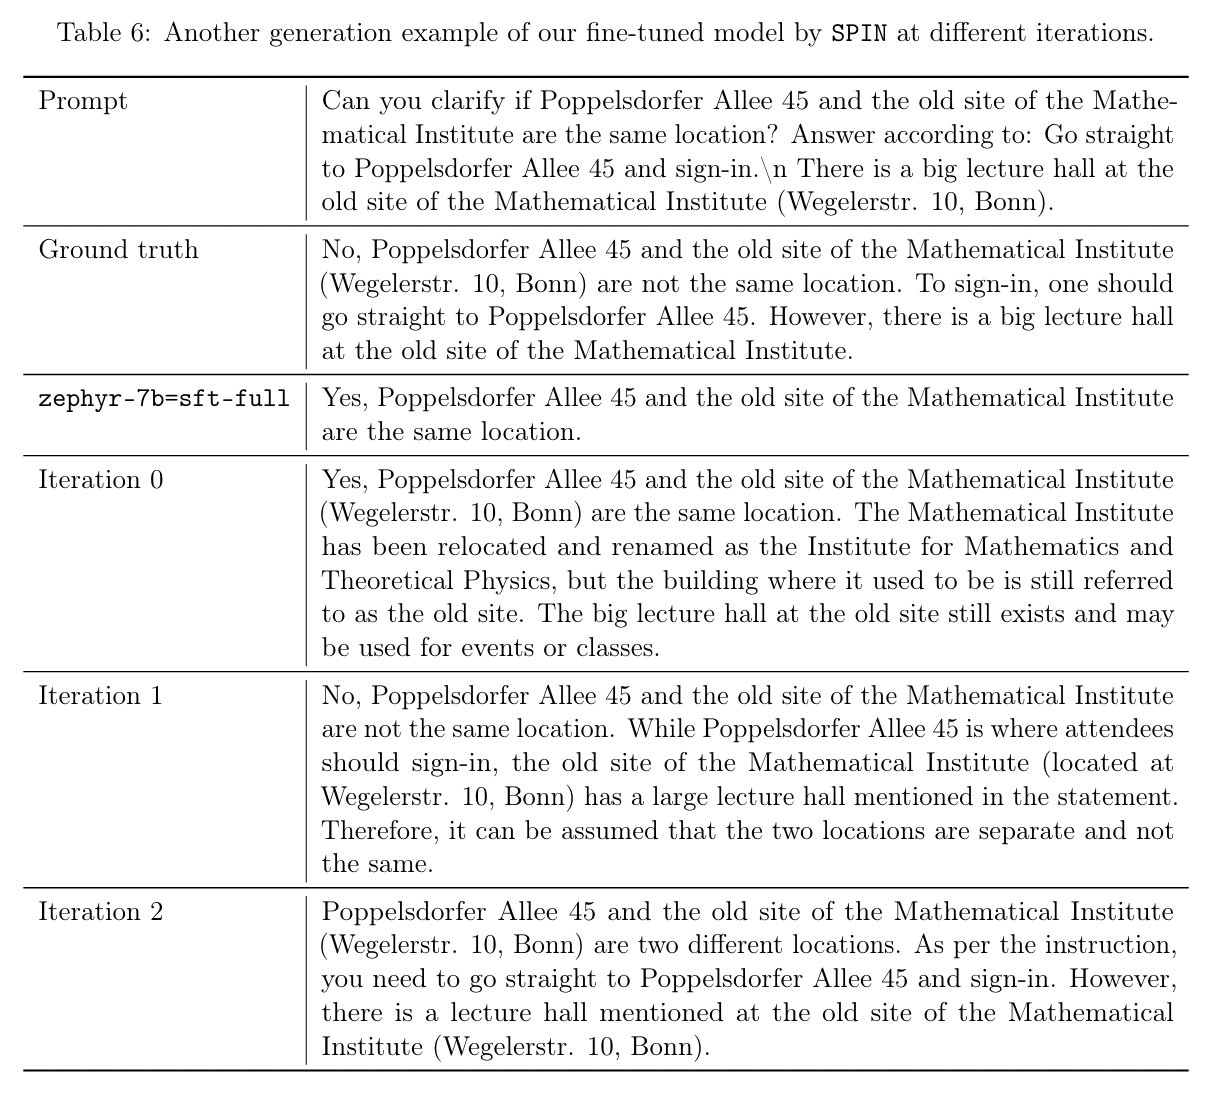 Table 6: Another generation example of our fine-tuned model by SPIN at different iterations.
Prompt
Can you clarify if Poppelsdorfer Allee 45 and the old site of the Mathe-
matical Institute are the same location? Answer according to: Go straight
to Poppelsdorfer Allee 45 and sign-in.\n There is a big lecture hall at the
old site of the Mathematical Institute (Wegelerstr. 10, Bonn).
Ground truth
No, Poppelsdorfer Allee 45 and the old site of the Mathematical Institute
(Wegelerstr. 10, Bonn) are not the same location. To sign-in, one should
go straight to Poppelsdorfer Allee 45. However, there is a big lecture hall
at the old site of the Mathematical Institute.
zephyr-7b=sft-full
Yes, Poppelsdorfer Allee 45 and the old site of the Mathematical Institute
are the same location.
Iteration 0
Yes, Poppelsdorfer Allee 45 and the old site of the Mathematical Institute
(Wegelerstr. 10, Bonn) are the same location. The Mathematical Institute
has been relocated and renamed as the Institute for Mathematics and
Theoretical Physics, but the building where it used to be is still referred
to as the old site. The big lecture hall at the old site still exists and may
be used for events or classes.
Iteration 1
No, Poppelsdorfer Allee 45 and the old site of the Mathematical Institute
are not the same location. While Poppelsdorfer Allee 45 is where attendees
should sign-in, the old site of the Mathematical Institute (located at
Wegelerstr. 10, Bonn) has a large lecture hall mentioned in the statement.
Therefore, it can be assumed that the two locations are separate and not
the same.
Iteration 2
Poppelsdorfer Allee 45 and the old site of the Mathematical Institute
(Wegelerstr. 10, Bonn) are two different locations. As per the instruction,
you need to go straight to Poppelsdorfer Allee 45 and sign-in. However,
there is a lecture hall mentioned at the old site of the Mathematical
Institute (Wegelerstr. 10, Bonn).